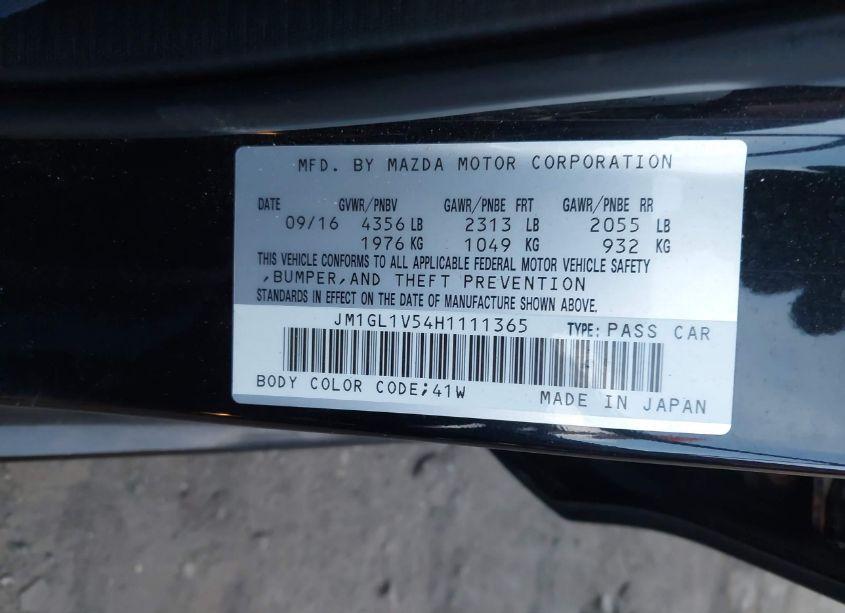 MFD. BY MAZDA MOTOR CORPORATION
DATE GVWR/PNBV GAWR/PNBE FRT GAWR/PNBE RR
09/16 4356 LB 2313 LB 2055 LB
1976 KG 1049 KG 932 KG
THIS VEHICLE CONFORMS TO ALL APPLICABLE FEDERAL MOTOR VEHICLE SAFETY
,BUMPER,AND THEFT PREVENTION
STANDARDS IN EFFECT ON THE DATE OF MANUFACTURE SHOWN ABOVE.
JM1GL1V54H1111365 TYPE: PASS CAR
BODY COLOR CODE;41W MADE IN JAPAN